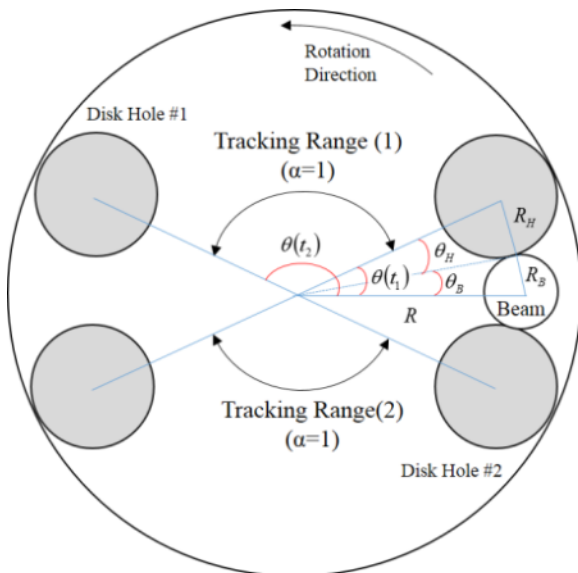 Rotation
Direction
Disk Hole #1
Tracking Range (1)
(α=1)
R_H
θ(t₂)
θ_H
θ(t₁)
θ_B
R_B
R
Beam
Tracking Range(2)
(α=1)
Disk Hole #2